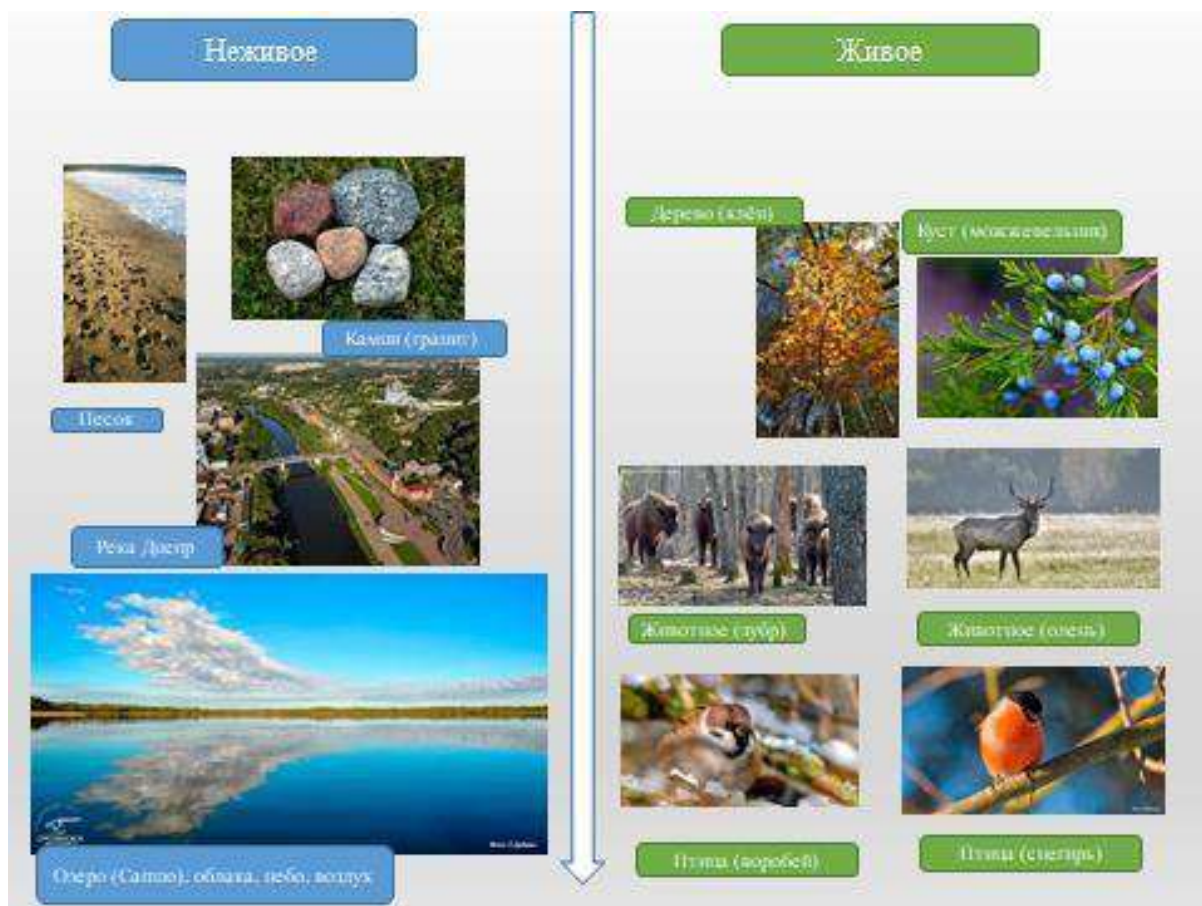 Неживое
Живое
Камни (гранит)
Песок
Река Днепр
Озеро (Сапшо), облака, небо, воздух
Дерево (клён)
Куст (можжевельник)
Животное (зубр)
Животное (олень)
Птица (воробей)
Птица (снегирь)